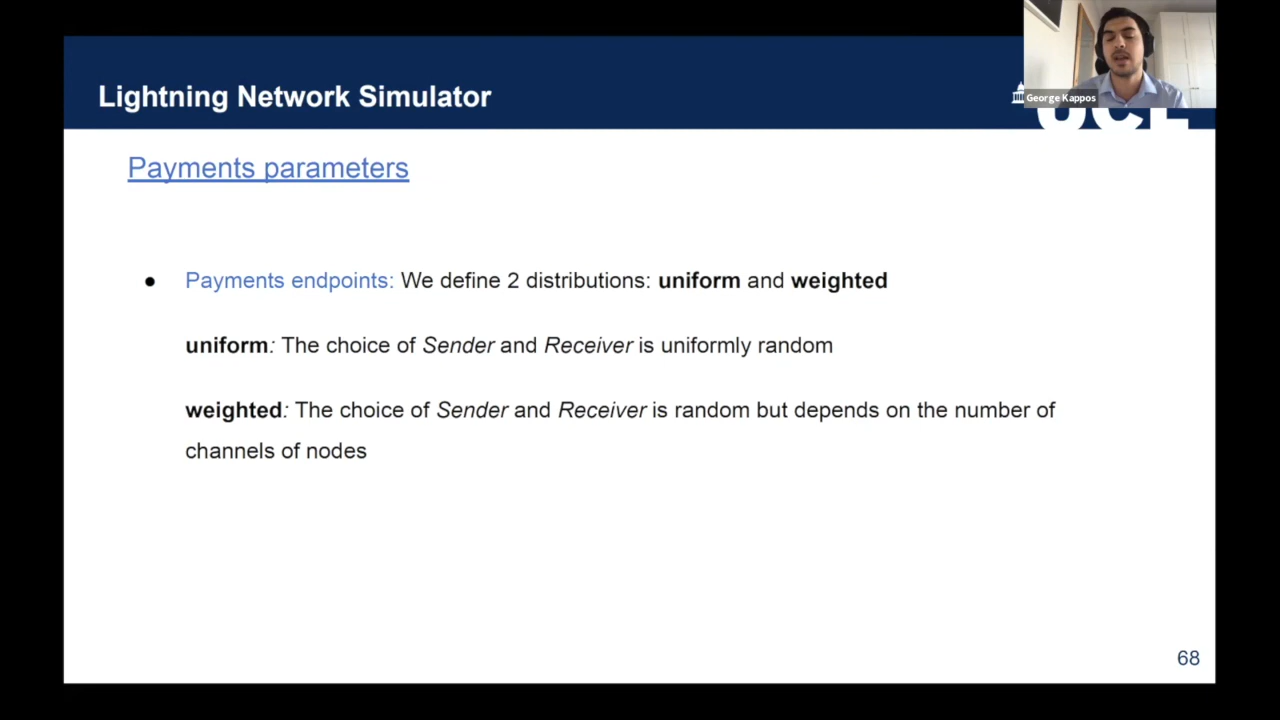 Lightning Network Simulator
George Kappos
UCL
Payments parameters
● Payments endpoints: We define 2 distributions: uniform and weighted
uniform: The choice of Sender and Receiver is uniformly random
weighted: The choice of Sender and Receiver is random but depends on the number of
channels of nodes
68